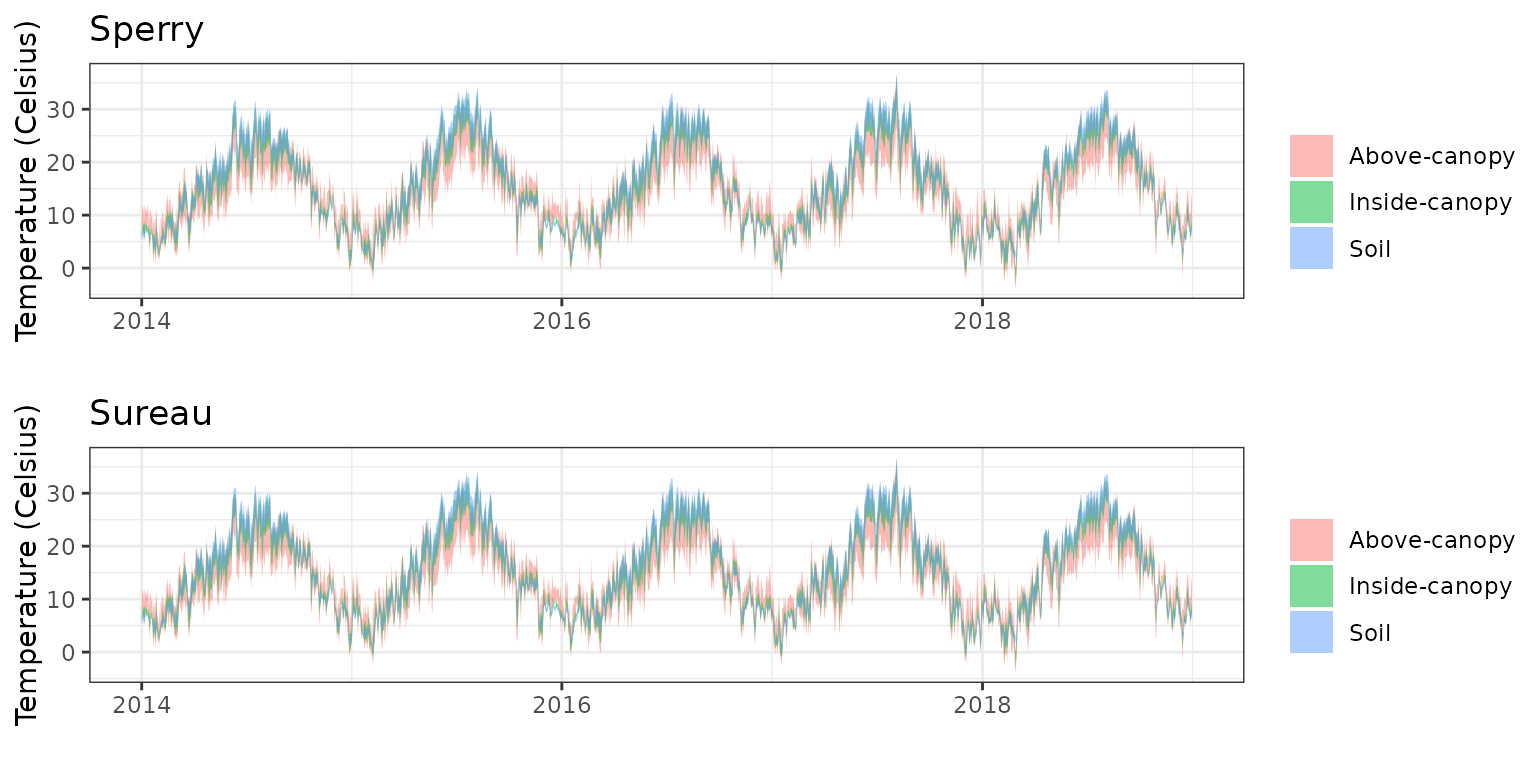 Sperry
Temperature (Celsius)
30
20
10
0
2014 2016 2018
Above-canopy
Inside-canopy
Soil
Sureau
Temperature (Celsius)
30
20
10
0
2014 2016 2018
Above-canopy
Inside-canopy
Soil